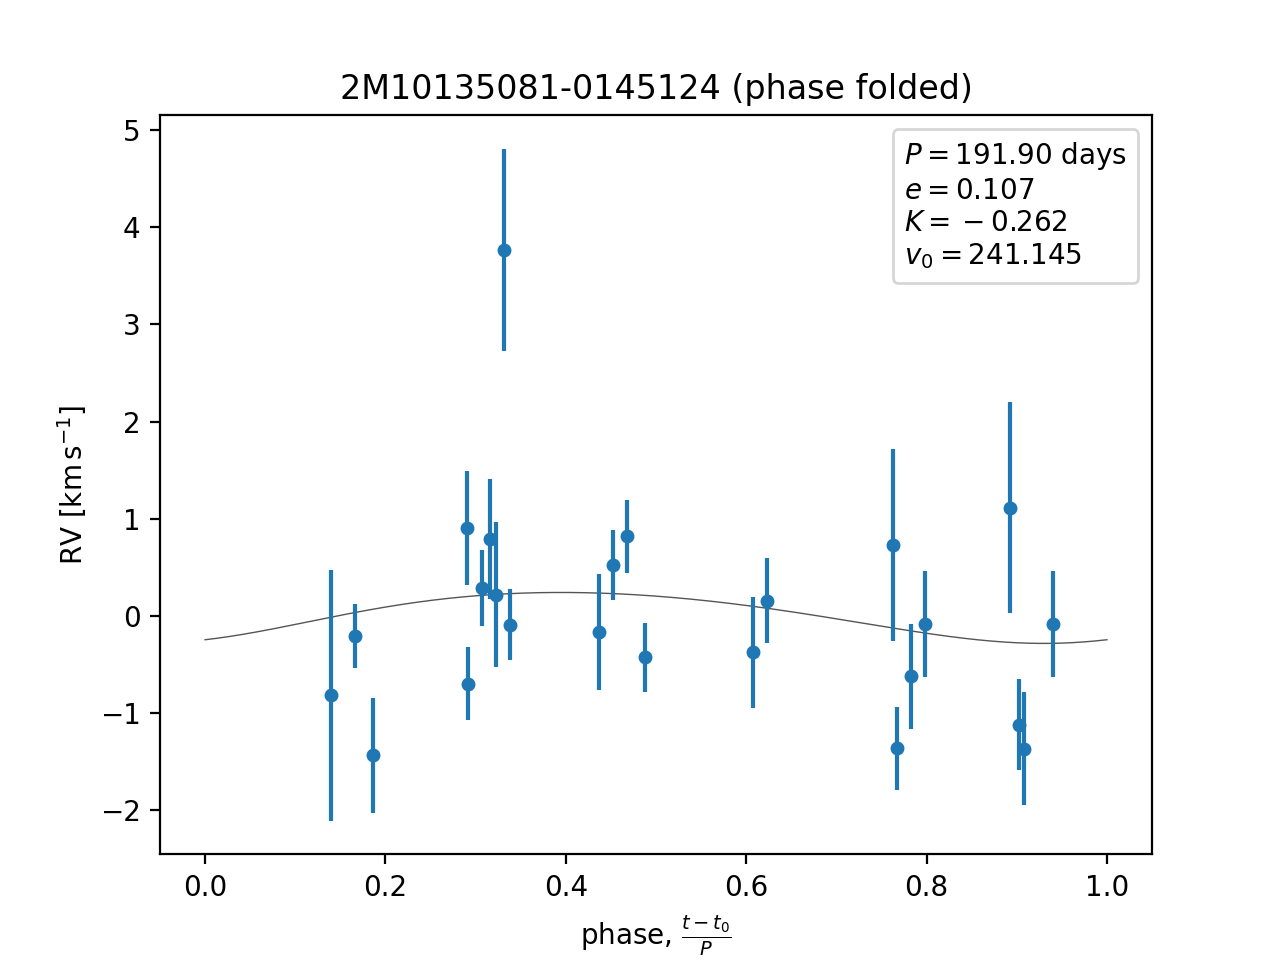 2M10135081-0145124 (phase folded)
P = 191.90 days
e = 0.107
K = −0.262
v₀ = 241.145
RV [km s⁻¹]
5
4
3
2
1
0
−1
−2
0.0 0.2 0.4 0.6 0.8 1.0
phase, (t − t₀)/P